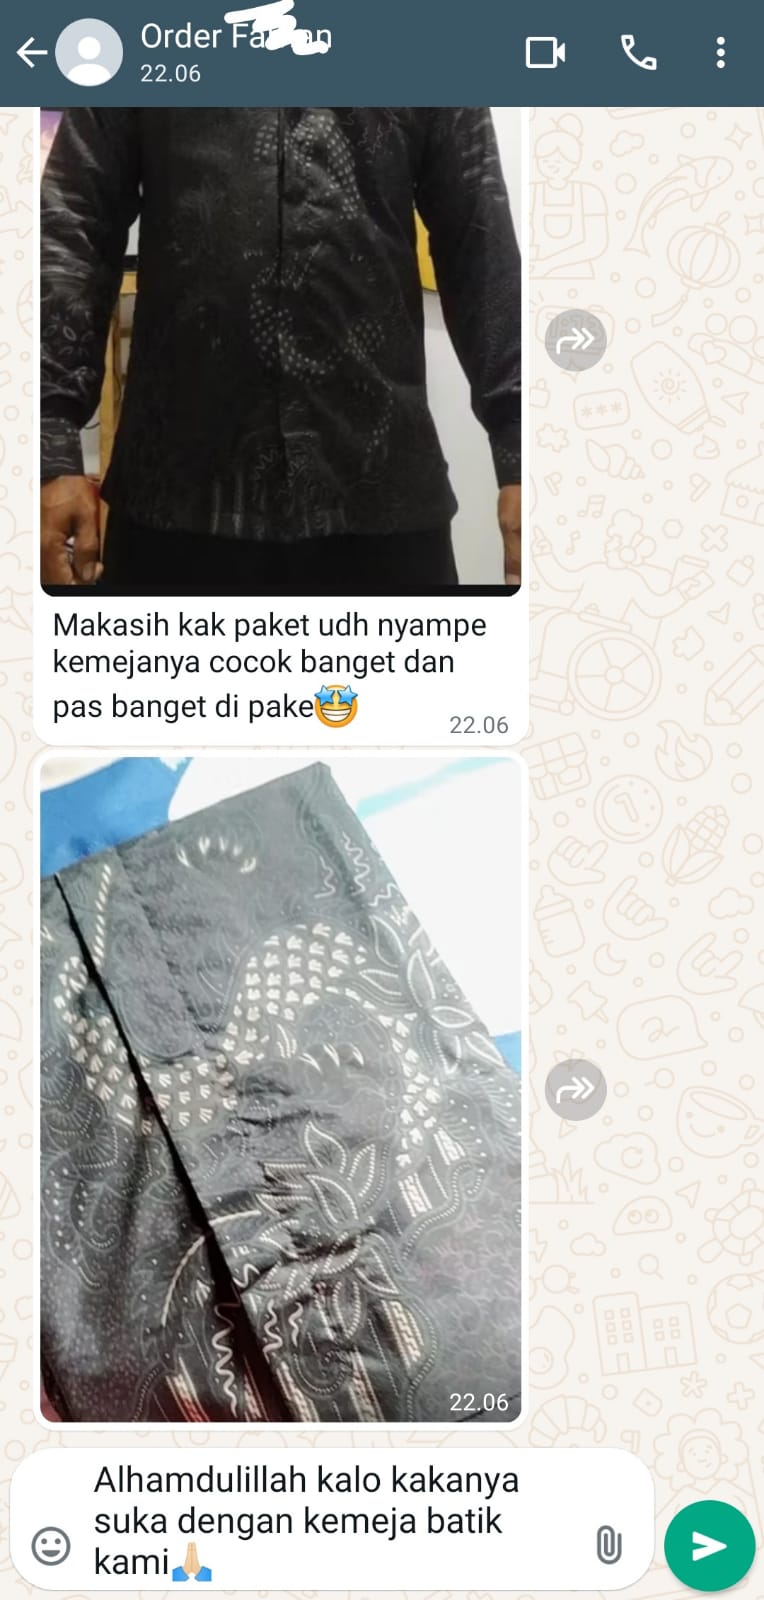 Order
22.06
Makasih kak paket udh nyampe
kemejanya cocok banget dan
pas banget di pake🤩
22.06
22.06
Alhamdulillah kalo kakanya
suka dengan kemeja batik
kami🙏🏻